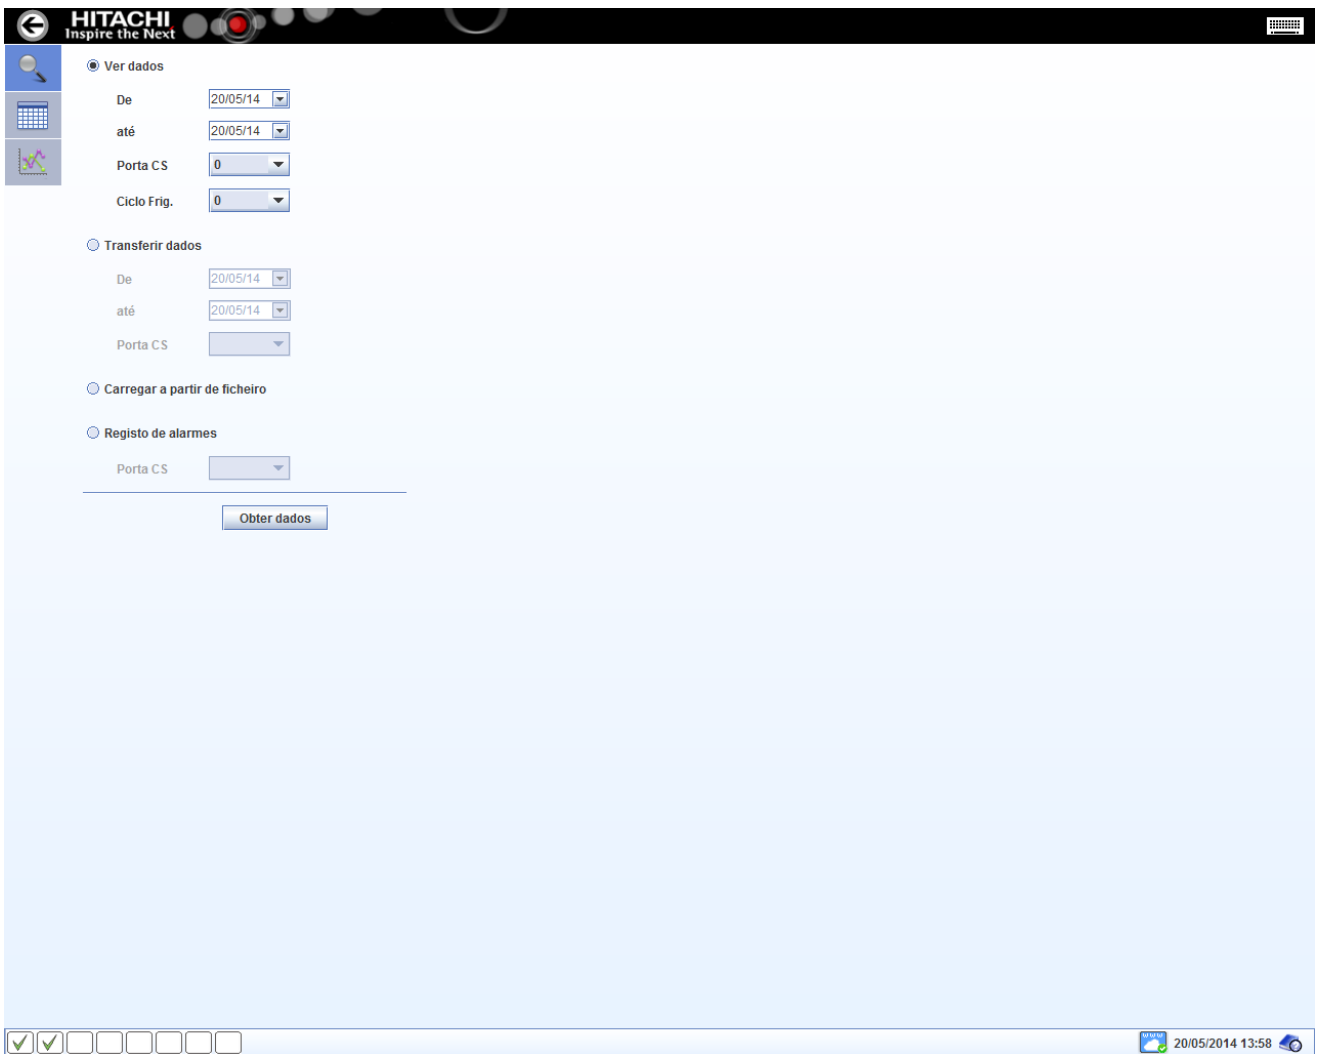 HITACHI
Inspire the Next
Ver dados
De 20/05/14
até 20/05/14
Porta CS 0
Ciclo Frig. 0
Transferir dados
De 20/05/14
até 20/05/14
Porta CS
Carregar a partir de ficheiro
Registo de alarmes
Porta CS
Obter dados
www 20/05/2014 13:58